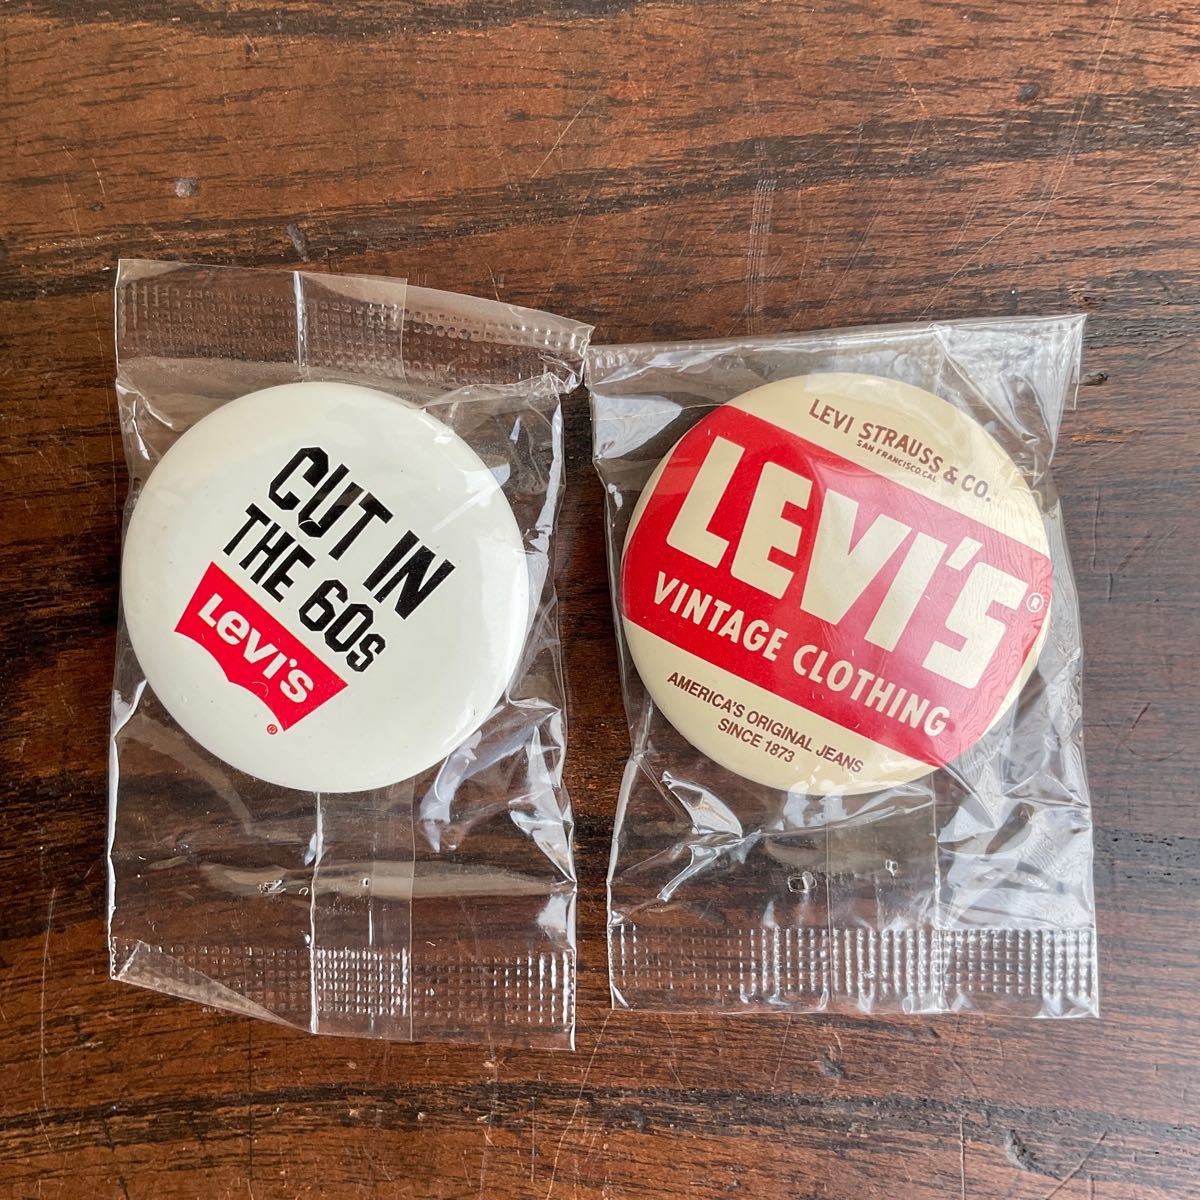 CUT IN
THE 60s
Levi's
®
LEVI STRAUSS & CO.
SAN FRANCISCO, CAL
LEVI'S®
VINTAGE CLOTHING
AMERICA'S ORIGINAL JEANS
SINCE 1873